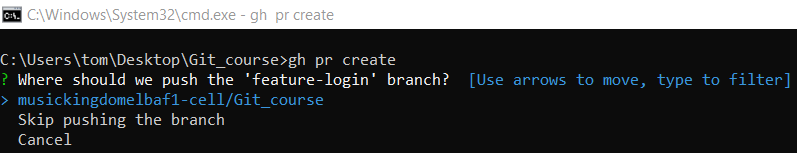 C:\Windows\System32\cmd.exe - gh  pr create
C:\Users\tom\Desktop\Git_course>gh pr create
? Where should we push the 'feature-login' branch?  [Use arrows to move, type to filter]
> musickingdomelbaf1-cell/Git_course
  Skip pushing the branch
  Cancel